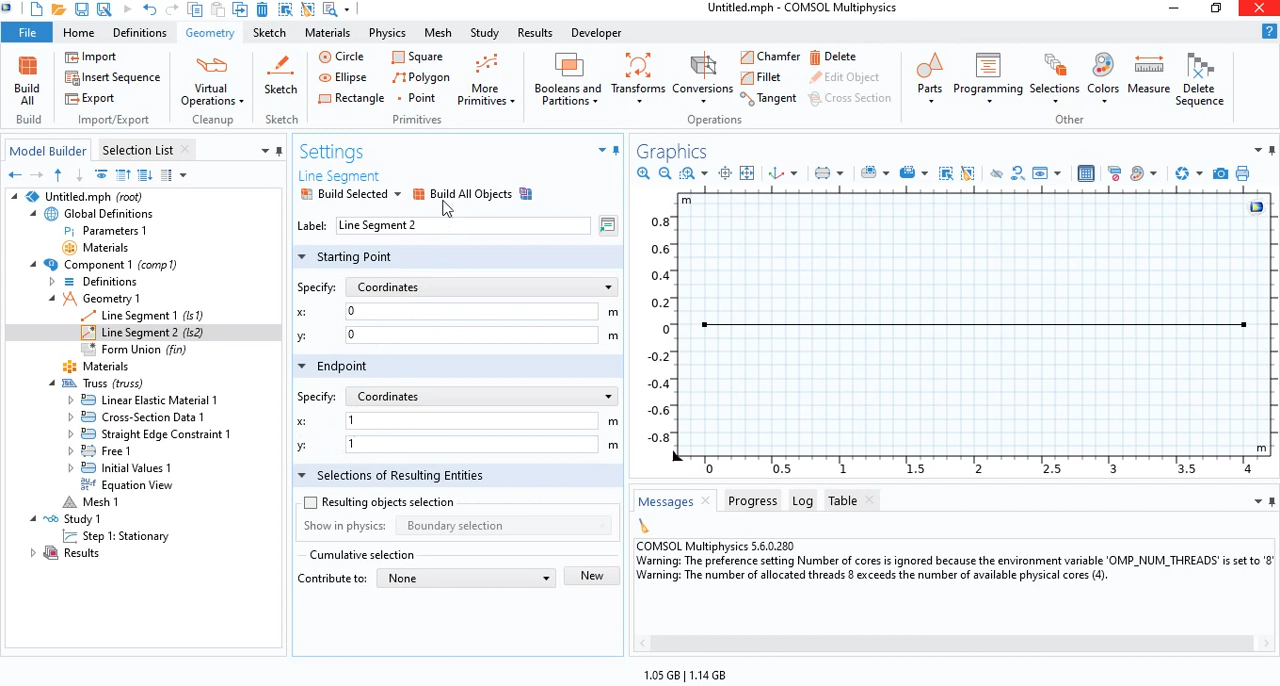 Untitled.mph - COMSOL Multiphysics
File Home Definitions Geometry Sketch Materials Physics Mesh Study Results Developer
Build All
Build
Import
Insert Sequence
Export
Import/Export
Virtual Operations
Cleanup
Sketch
Sketch
Circle Square
Ellipse Polygon
Rectangle Point
More Primitives
Primitives
Booleans and Partitions
Transforms
Conversions
Chamfer Delete
Fillet Edit Object
Tangent Cross Section
Operations
Parts
Programming
Selections
Colors
Measure
Delete Sequence
Other
Model Builder Selection List
Untitled.mph (root)
Global Definitions
Parameters 1
Materials
Component 1 (comp1)
Definitions
Geometry 1
Line Segment 1 (ls1)
Line Segment 2 (ls2)
Form Union (fin)
Materials
Truss (truss)
Linear Elastic Material 1
Cross-Section Data 1
Straight Edge Constraint 1
Free 1
Initial Values 1
Equation View
Mesh 1
Study 1
Step 1: Stationary
Results
Settings
Line Segment
Build Selected Build All Objects
Label: Line Segment 2
Starting Point
Specify: Coordinates
x: 0 m
y: 0 m
Endpoint
Specify: Coordinates
x: 1 m
y: 1 m
Selections of Resulting Entities
Resulting objects selection
Show in physics: Boundary selection
Cumulative selection
Contribute to: None New
Graphics
m
0.8
0.6
0.4
0.2
0
-0.2
-0.4
-0.6
-0.8
m
0 0.5 1 1.5 2 2.5 3 3.5 4
Messages Progress Log Table
COMSOL Multiphysics 5.6.0.280
Warning: The preference setting Number of cores is ignored because the environment variable 'OMP_NUM_THREADS' is set to '8'
Warning: The number of allocated threads 8 exceeds the number of available physical cores (4).
1.05 GB | 1.14 GB